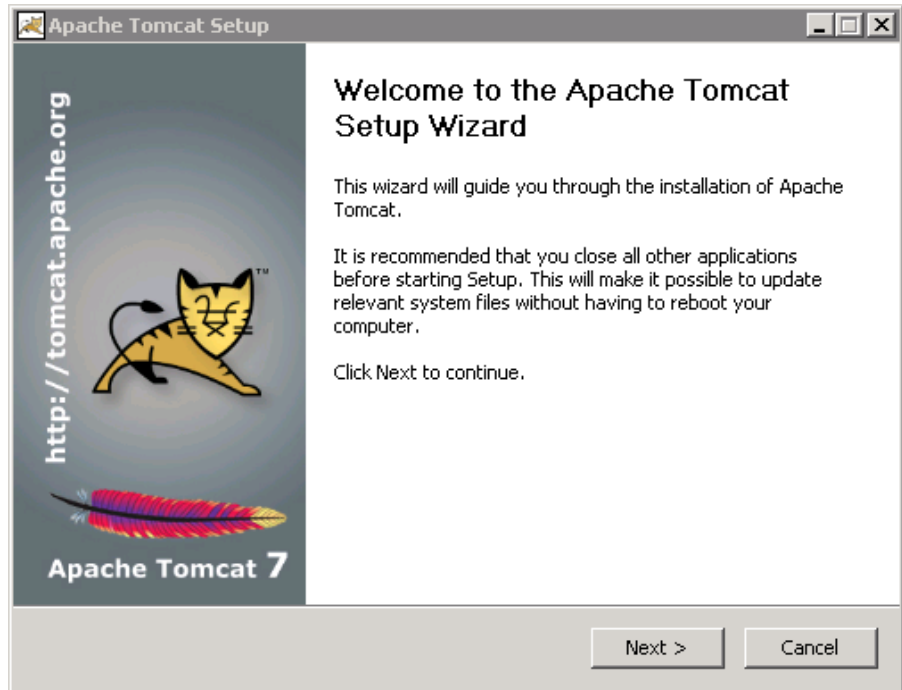 Apache Tomcat Setup
http://tomcat.apache.org
TM
Apache Tomcat 7
Welcome to the Apache Tomcat
Setup Wizard
This wizard will guide you through the installation of Apache
Tomcat.
It is recommended that you close all other applications
before starting Setup. This will make it possible to update
relevant system files without having to reboot your
computer.
Click Next to continue.
Next >
Cancel